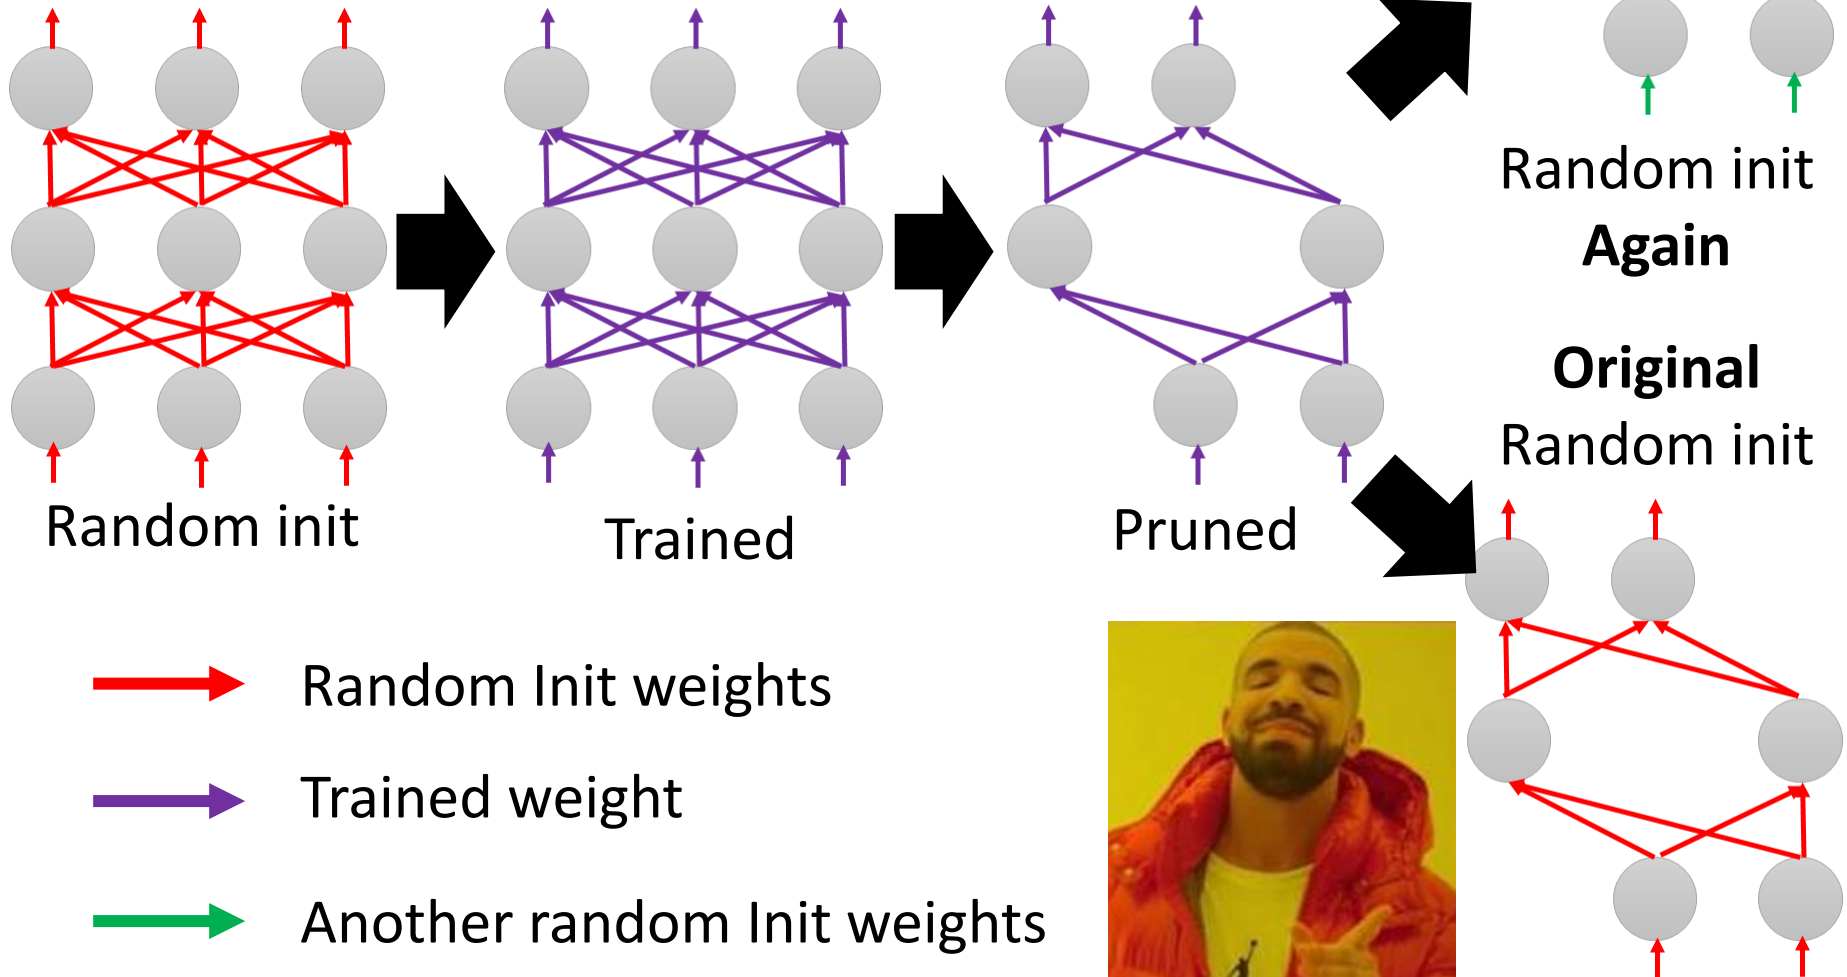 Random init
Again
Original
Random init
Random init
Trained
Pruned
Random Init weights
Trained weight
Another random Init weights